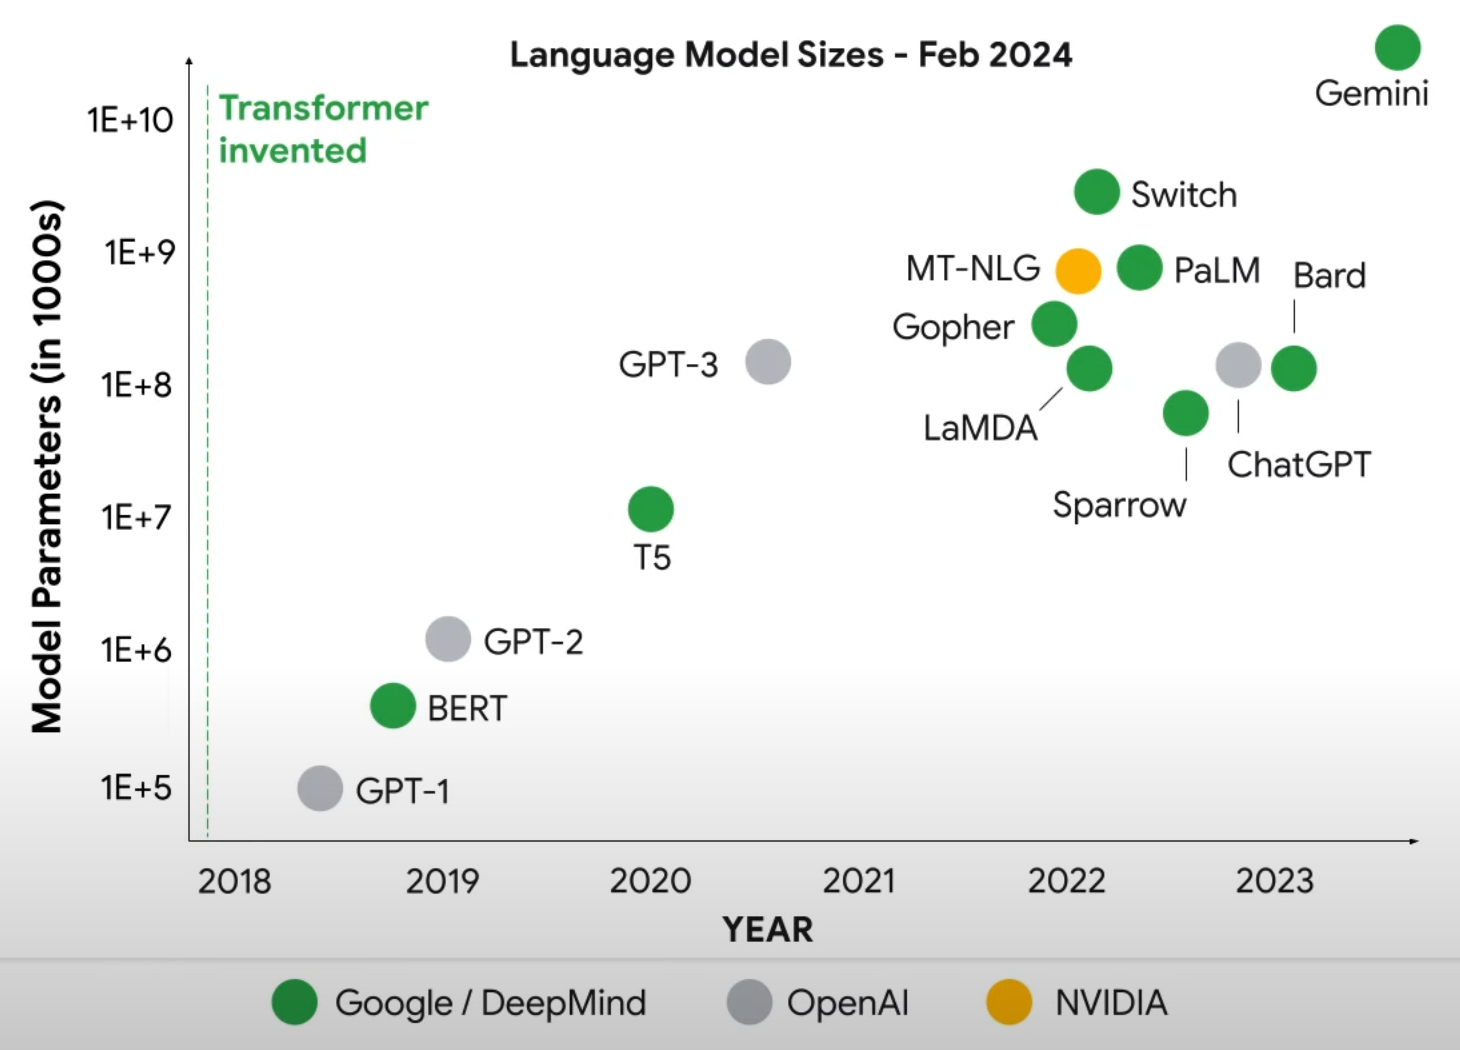 Language Model Sizes - Feb 2024
Gemini
Transformer
invented
1E+10
1E+9
1E+8
1E+7
1E+6
1E+5
Model Parameters (in 1000s)
Switch
MT-NLG
PaLM
Bard
Gopher
GPT-3
LaMDA
ChatGPT
Sparrow
T5
GPT-2
BERT
GPT-1
2018 2019 2020 2021 2022 2023
YEAR
Google / DeepMind OpenAI NVIDIA